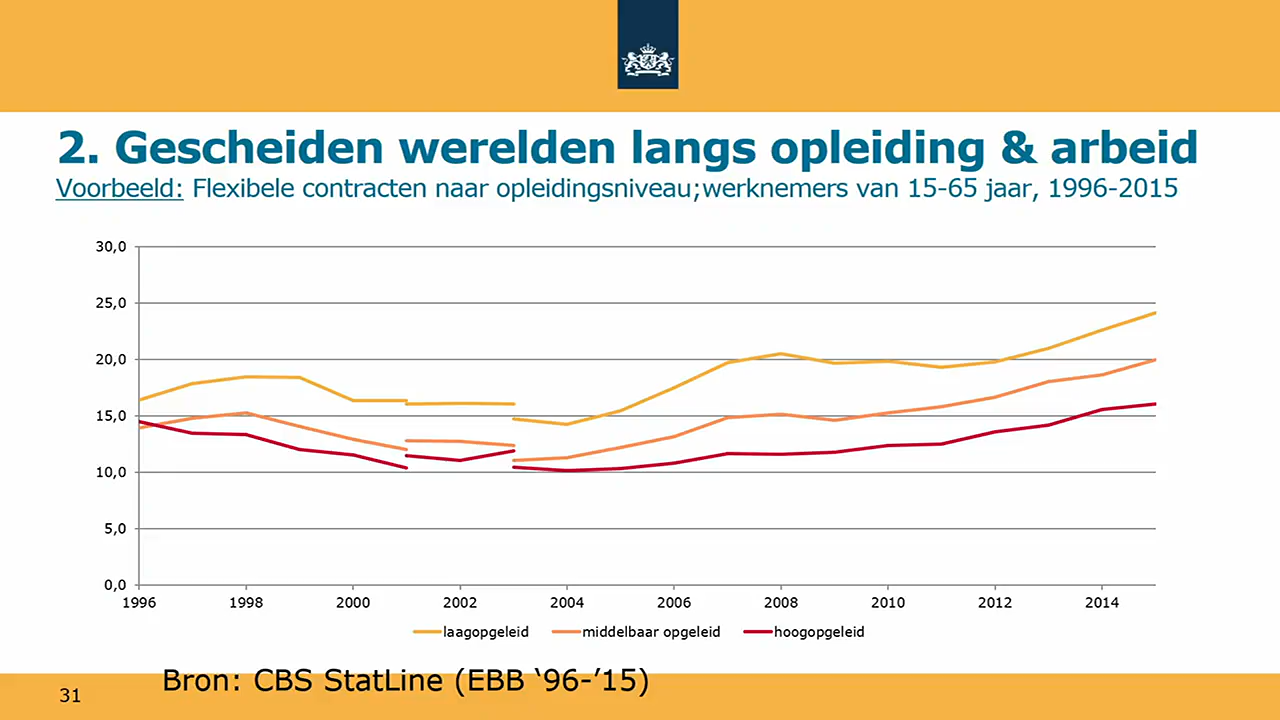 2. Gescheiden werelden langs opleiding & arbeid
Voorbeeld: Flexibele contracten naar opleidingsniveau;werknemers van 15-65 jaar, 1996-2015
30,0
25,0
20,0
15,0
10,0
5,0
0,0
1996 1998 2000 2002 2004 2006 2008 2010 2012 2014
laagopgeleid middelbaar opgeleid hoogopgeleid
Bron: CBS StatLine (EBB ‘96-’15)
31